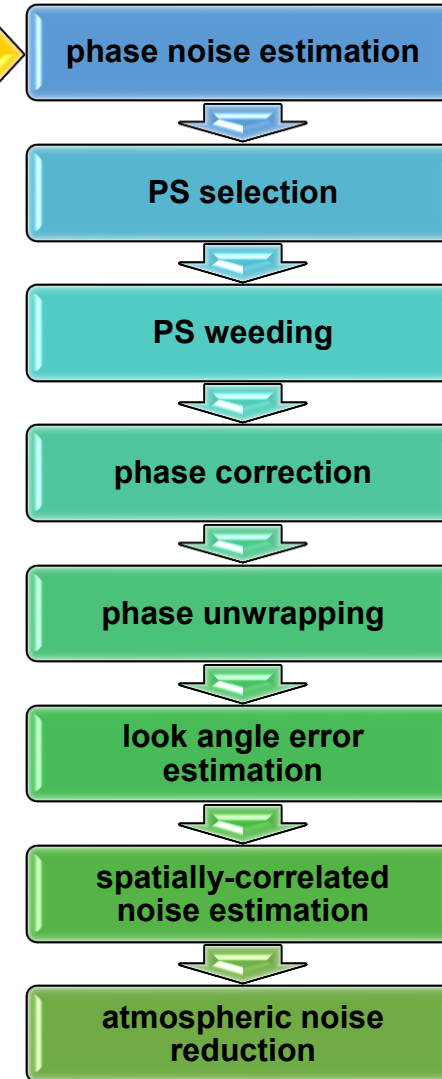 phase noise estimation
PS selection
PS weeding
phase correction
phase unwrapping
look angle error
estimation
spatially-correlated
noise estimation
atmospheric noise
reduction